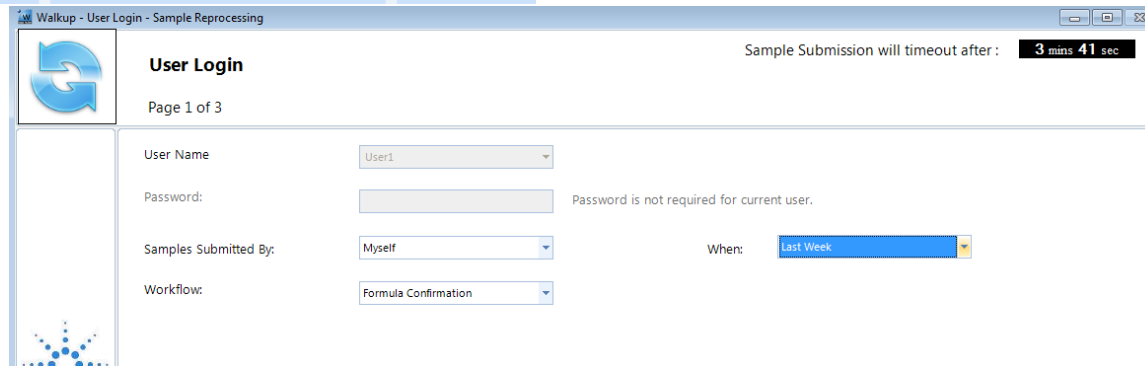 Walkup - User Login - Sample Reprocessing
Sample Submission will timeout after : 3 mins 41 sec
User Login
Page 1 of 3
User Name User1
Password: Password is not required for current user.
Samples Submitted By: Myself When: Last Week
Workflow: Formula Confirmation